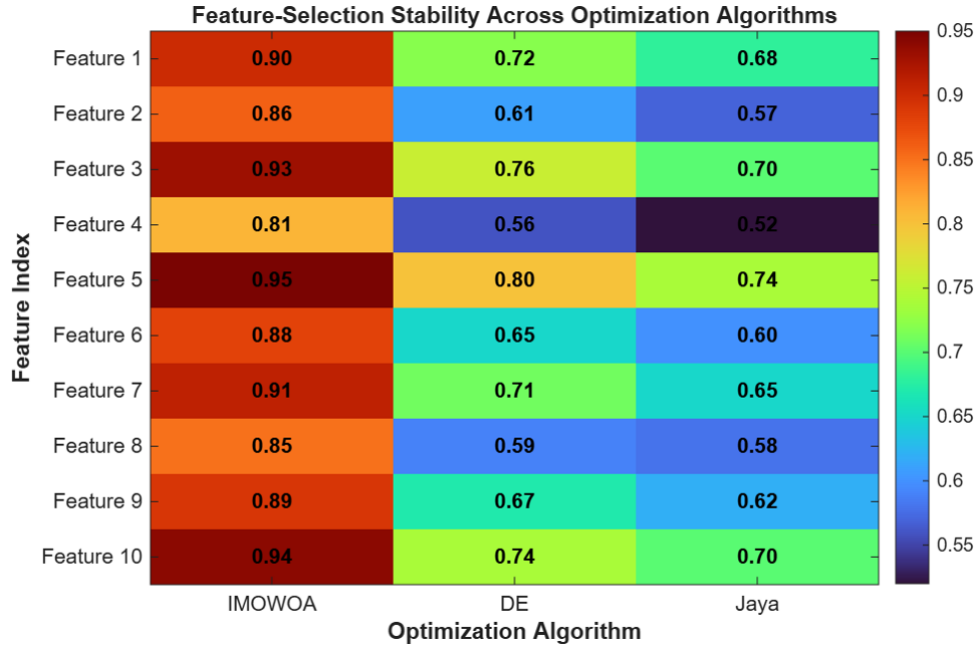 Feature-Selection Stability Across Optimization Algorithms
Feature 1 0.90 0.72 0.68
Feature 2 0.86 0.61 0.57
Feature 3 0.93 0.76 0.70
Feature 4 0.81 0.56 0.52
Feature 5 0.95 0.80 0.74
Feature 6 0.88 0.65 0.60
Feature 7 0.91 0.71 0.65
Feature 8 0.85 0.59 0.58
Feature 9 0.89 0.67 0.62
Feature 10 0.94 0.74 0.70
IMOWOA DE Jaya
Optimization Algorithm
Feature Index
0.95
0.9
0.85
0.8
0.75
0.7
0.65
0.6
0.55